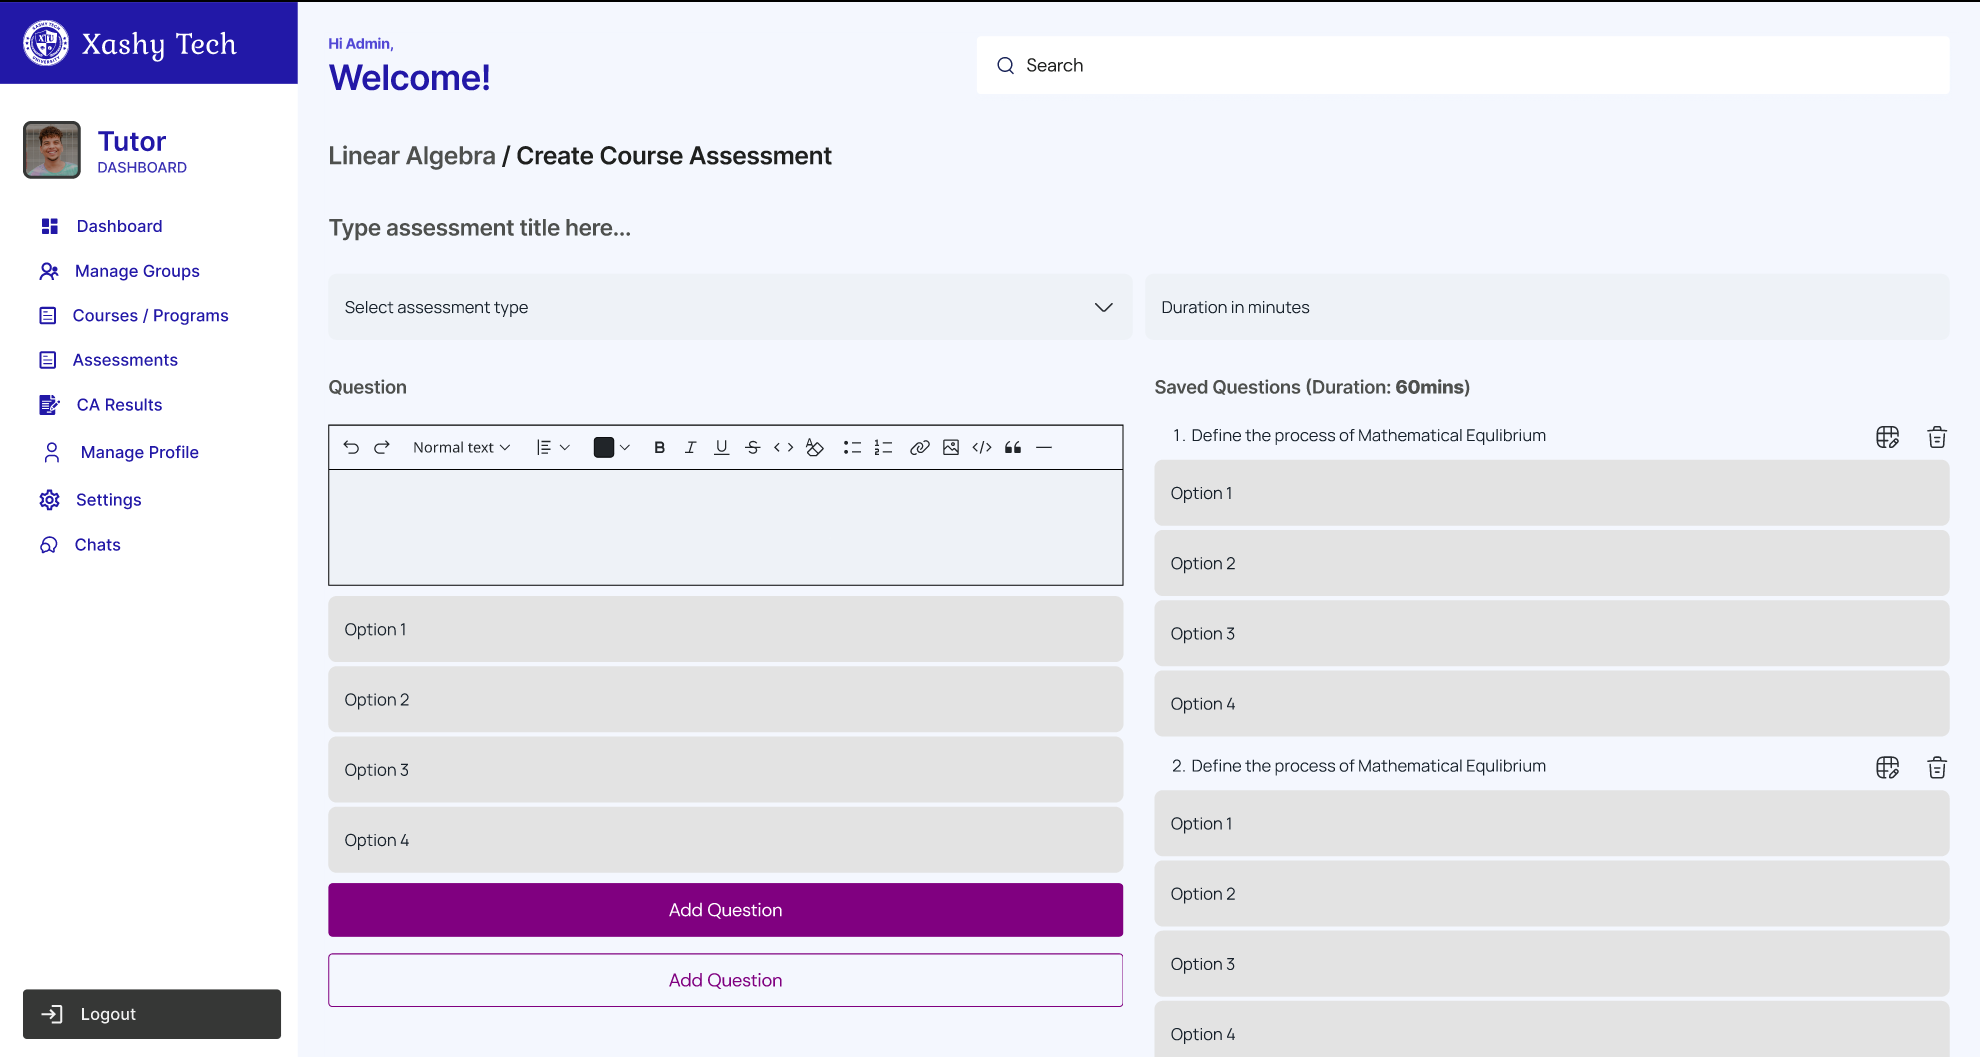 Xashy Tech
Hi Admin,
Welcome!
Search
Tutor
DASHBOARD
Dashboard
Manage Groups
Courses / Programs
Assessments
CA Results
Manage Profile
Settings
Chats
Logout
Linear Algebra / Create Course Assessment
Type assessment title here...
Select assessment type
Duration in minutes
Question
Normal text
Option 1
Option 2
Option 3
Option 4
Add Question
Add Question
Saved Questions (Duration: 60mins)
1. Define the process of Mathematical Equlibrium
Option 1
Option 2
Option 3
Option 4
2. Define the process of Mathematical Equlibrium
Option 1
Option 2
Option 3
Option 4